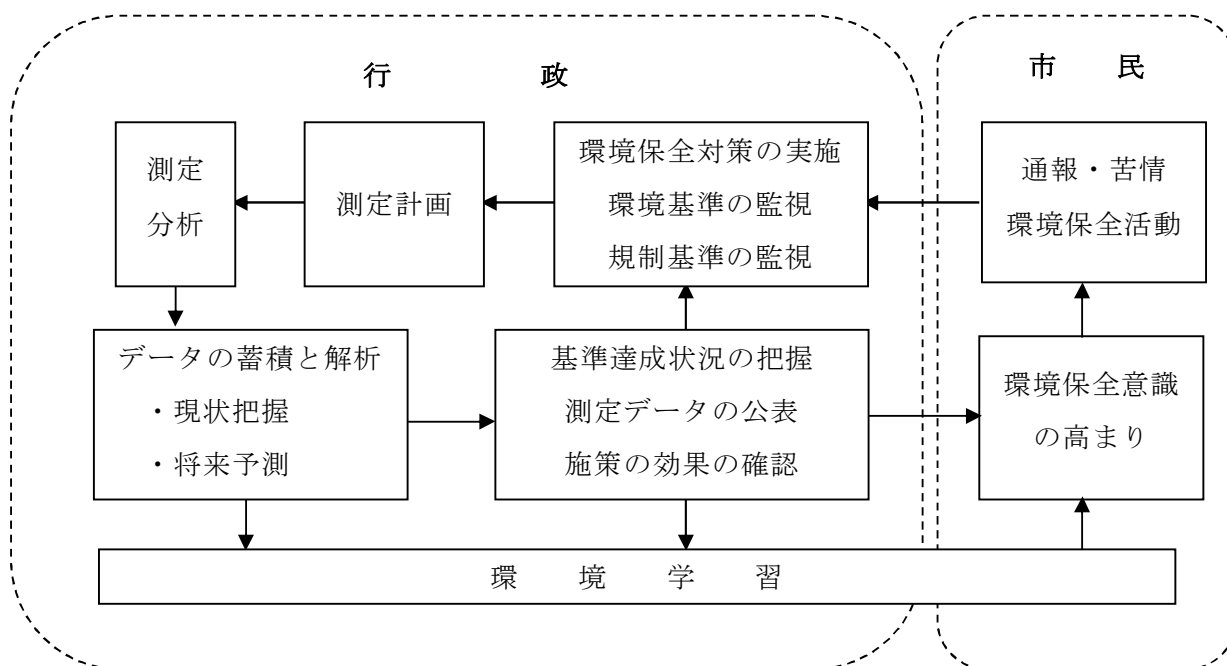 行政
市民
測定
分析
測定計画
環境保全対策の実施
環境基準の監視
規制基準の監視
通報・苦情
環境保全活動
データの蓄積と解析
・現状把握
・将来予測
基準達成状況の把握
測定データの公表
施策の効果の確認
環境保全意識
の高まり
環境学習